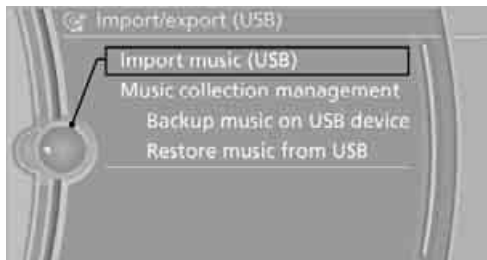 Import/export (USB)
Import music (USB)
Music collection management
Backup music on USB device
Restore music from USB